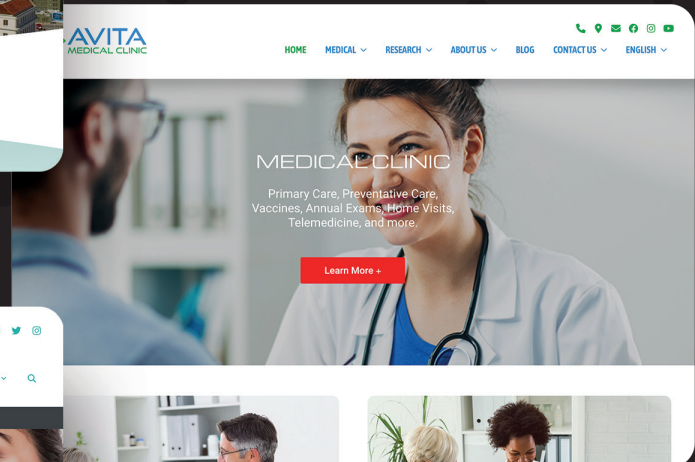 AVITA
MEDICAL CLINIC
HOME MEDICAL RESEARCH ABOUT US BLOG CONTACT US ENGLISH
MEDICAL CLINIC
Primary Care, Preventative Care,
Vaccines, Annual Exams, Home Visits,
Telemedicine, and more.
Learn More +